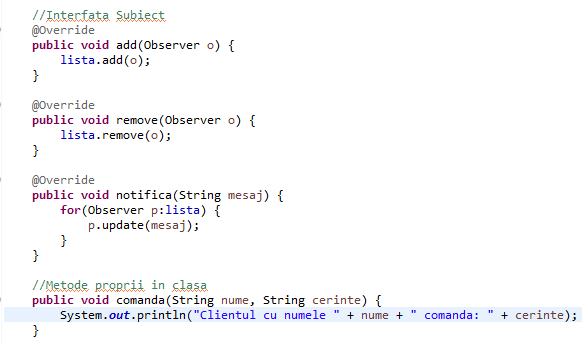 //Interfata Subiect
@Override
public void add(Observer o) {
lista.add(o);
}
@Override
public void remove(Observer o) {
lista.remove(o);
}
@Override
public void notifica(String mesaj) {
for(Observer p:lista) {
p.update(mesaj);
}
}
//Metode proprii in clasa
public void comanda(String nume, String cerinte) {
System.out.println("Clientul cu numele " + nume + " comanda: " + cerinte);
}